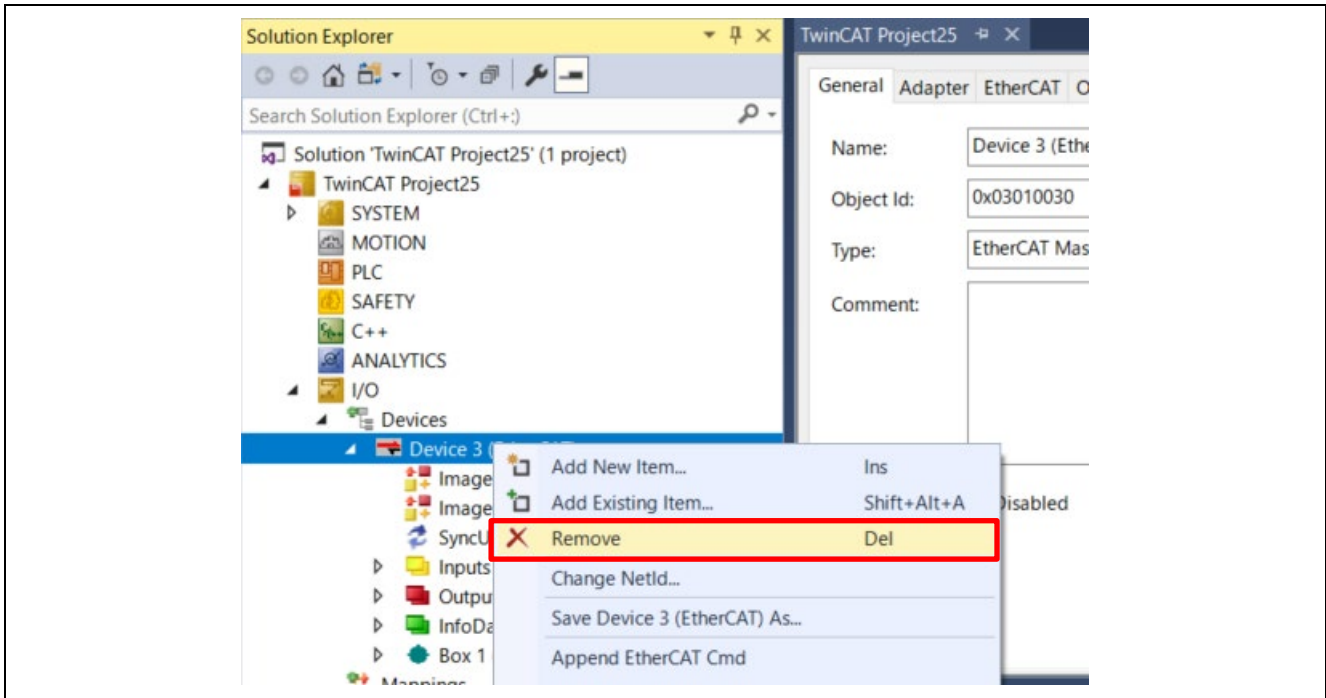 Solution Explorer
Search Solution Explorer (Ctrl+;)
Solution 'TwinCAT Project25' (1 project)
TwinCAT Project25
SYSTEM
MOTION
PLC
SAFETY
C++
ANALYTICS
I/O
Devices
Device 3
Image
Image
Inputs
InfoDa
Box 1
Add New Item... Ins
Add Existing Item... Shift+Alt+A
Remove Del
Change NetId...
Save Device 3 (EtherCAT) As...
Append EtherCAT Cmd
TwinCAT Project25
General Adapter EtherCAT O
Name: Device 3 (Ethe
Object Id: 0x03010030
Type: EtherCAT Mas
Comment:
Disabled